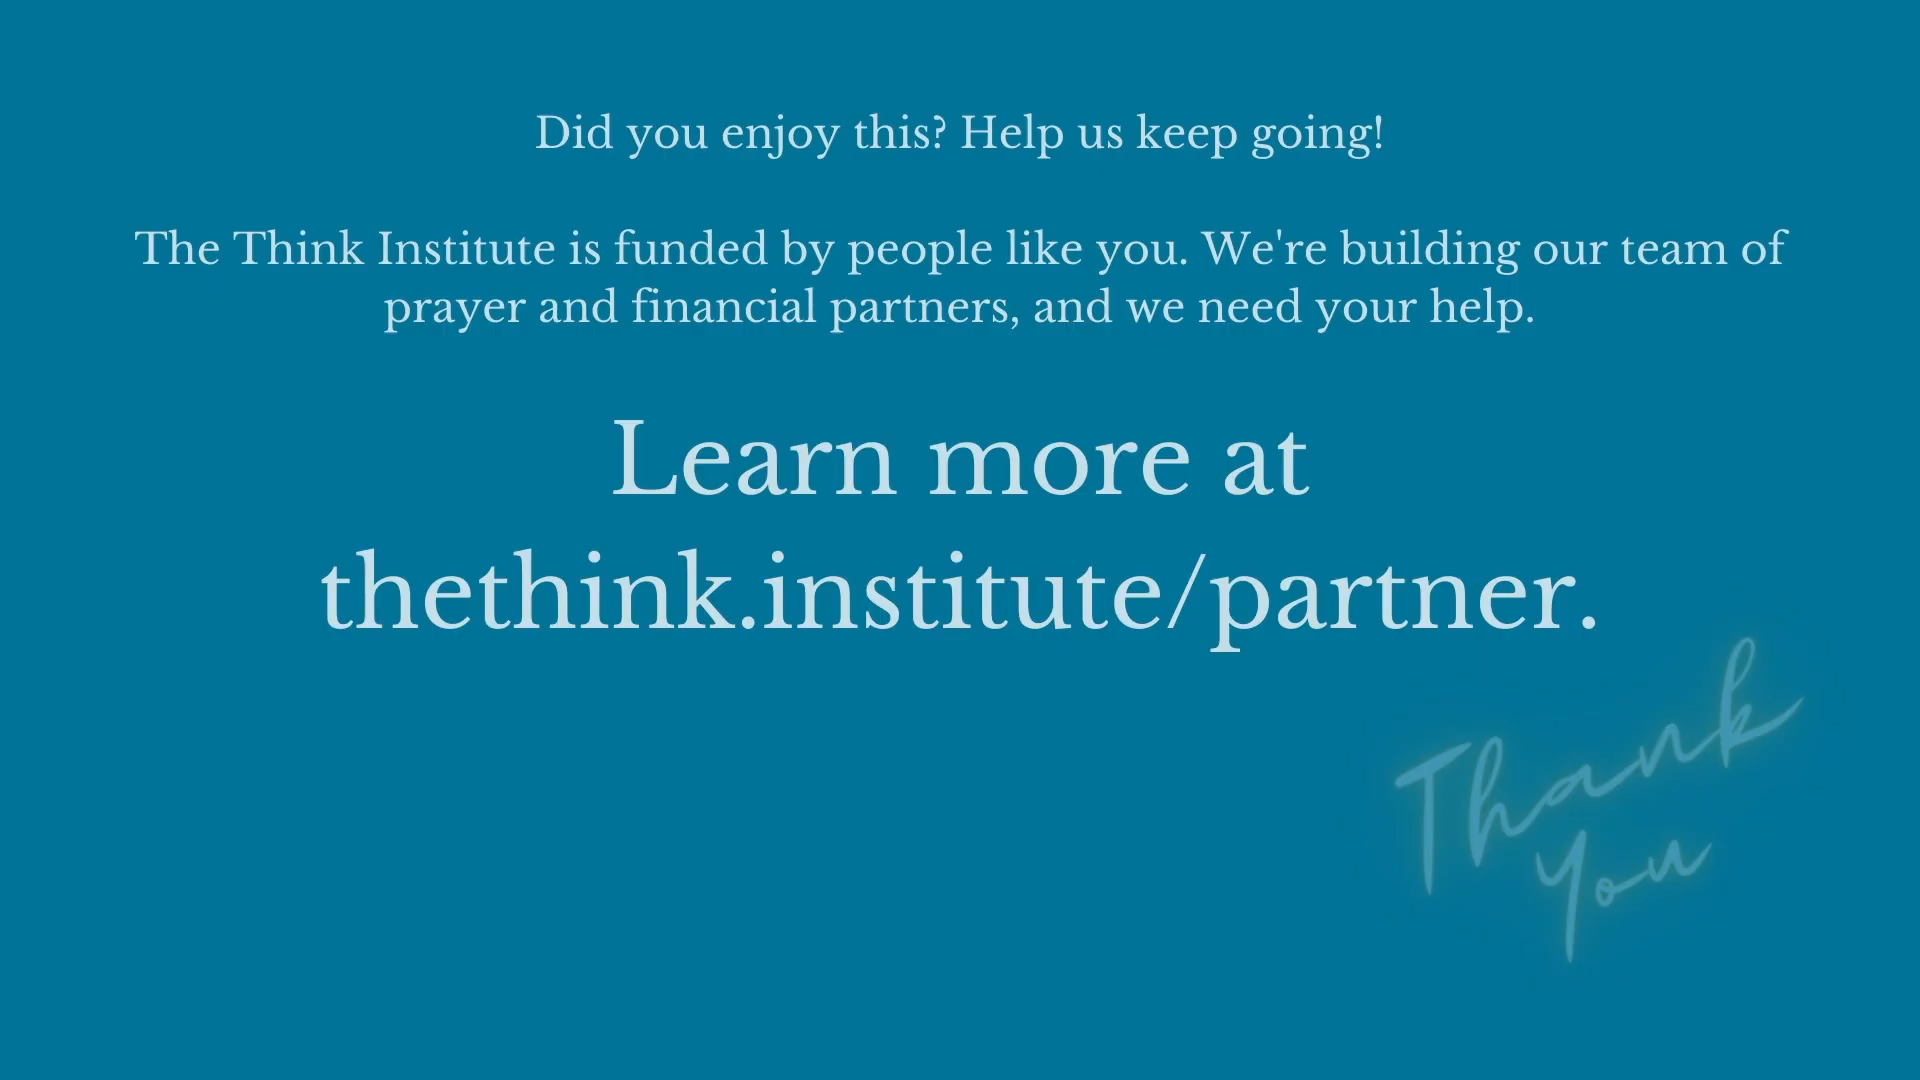 Did you enjoy this? Help us keep going!
The Think Institute is funded by people like you. We're building our team of
prayer and financial partners, and we need your help.
Learn more at
thethink.institute/partner.
Thank
You